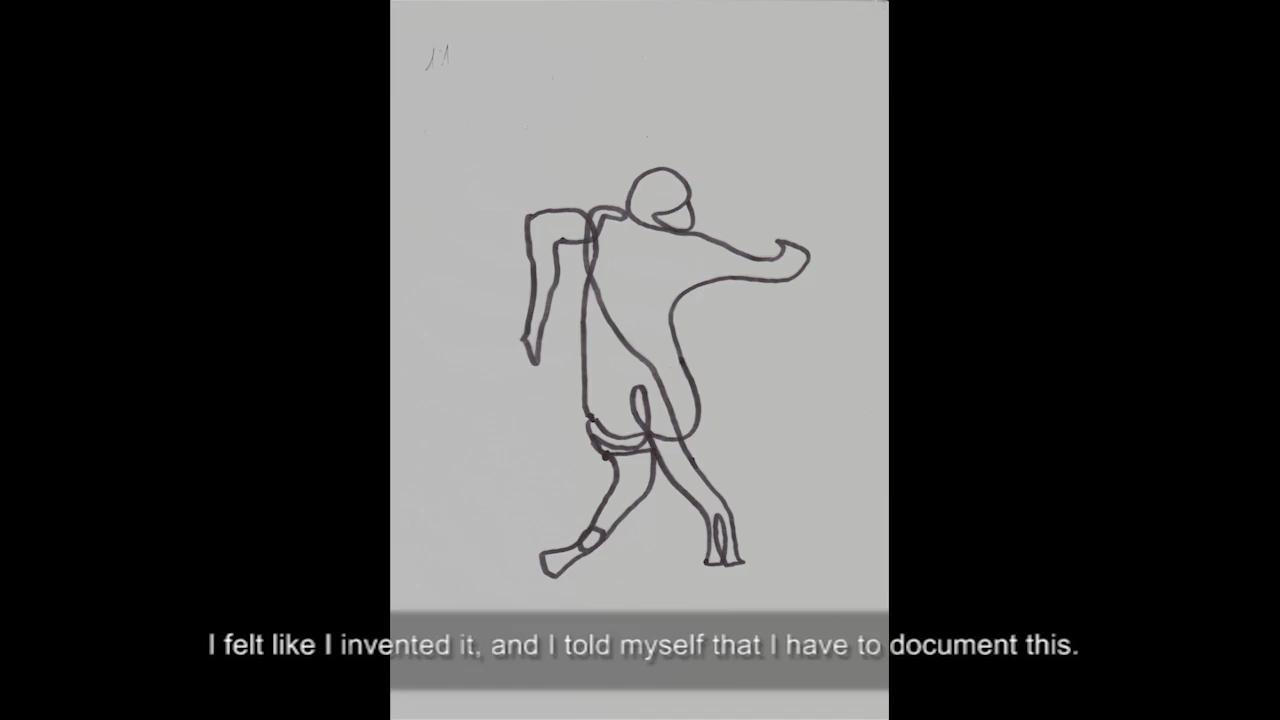 I felt like I invented it, and I told myself that I have to document this.